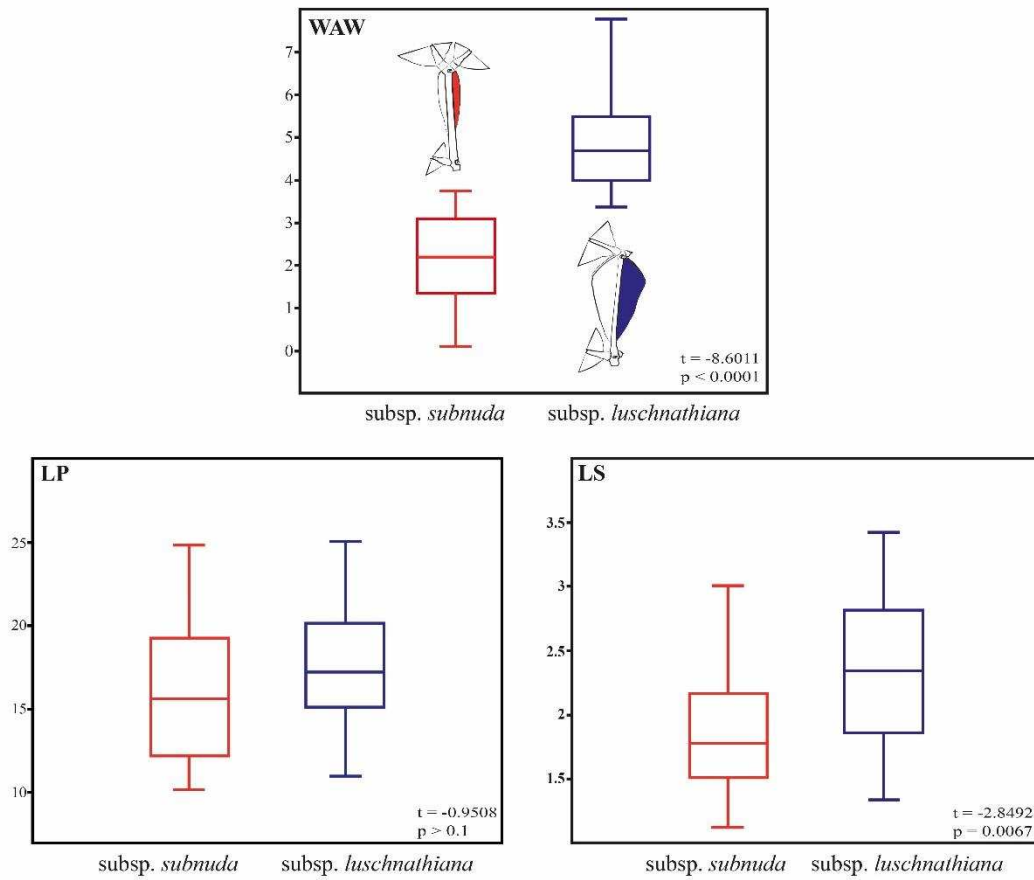 WAW
7
6
5
4
3
2
1
0
t = -8.6011
p < 0.0001
subsp. subnuda subsp. luschnathiana
LP
25
20
15
10
t = -0.9508
p > 0.1
subsp. subnuda subsp. luschnathiana
LS
3.5
3
2.5
2
1.5
t = -2.8492
p = 0.0067
subsp. subnuda subsp. luschnathiana